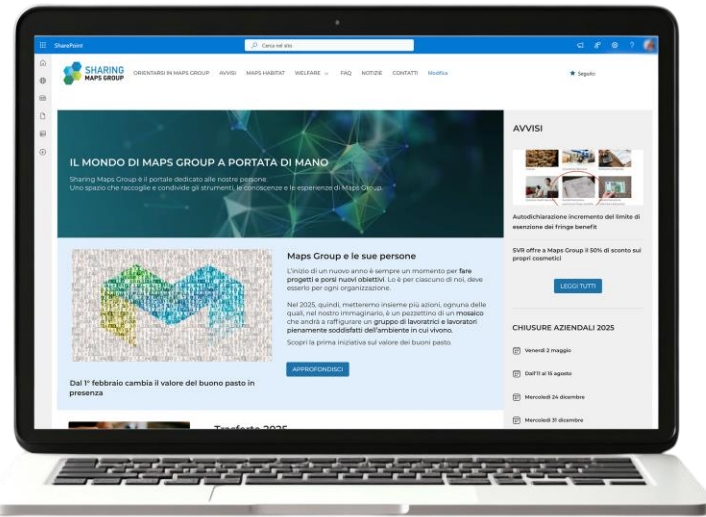 SharePoint
Cerca nel sito
SHARING
MAPS GROUP
ORIENTARSI IN MAPS GROUP AVVISI MAPS HABITAT WELFARE FAQ NOTIZIE CONTATTI Modifica
Seguito
IL MONDO DI MAPS GROUP A PORTATA DI MANO
Sharing Maps Group è il portale dedicato alle nostre persone.
Uno spazio che raccoglie e condivide gli strumenti, le conoscenze e le esperienze di Maps Group.
Maps Group e le sue persone
L'inizio di un nuovo anno è sempre un momento per fare
progetti e porsi nuovi obiettivi. Lo è per ciascuno di noi, deve
esserlo per ogni organizzazione.
Nel 2025, quindi, metteremo insieme più azioni, ognuna delle
quali, nel nostro immaginario, è un pezzettino di un mosaico
che andrà a raffigurare un gruppo di lavoratrici e lavoratori
pienamente soddisfatti dell'ambiente in cui vivono.
Scopri la prima iniziativa sul valore dei buoni pasto.
APPROFONDISCI
Dal 1° febbraio cambia il valore del buono pasto in
presenza
Trasferte 2025
AVVISI
Autodichiarazione incremento del limite di
esenzione dei fringe benefit
SVR offre a Maps Group il 50% di sconto sui
propri cosmetici
LEGGI TUTTI
CHIUSURE AZIENDALI 2025
Venerdì 2 maggio
Dall'11 al 15 agosto
Mercoledì 24 dicembre
Mercoledì 31 dicembre